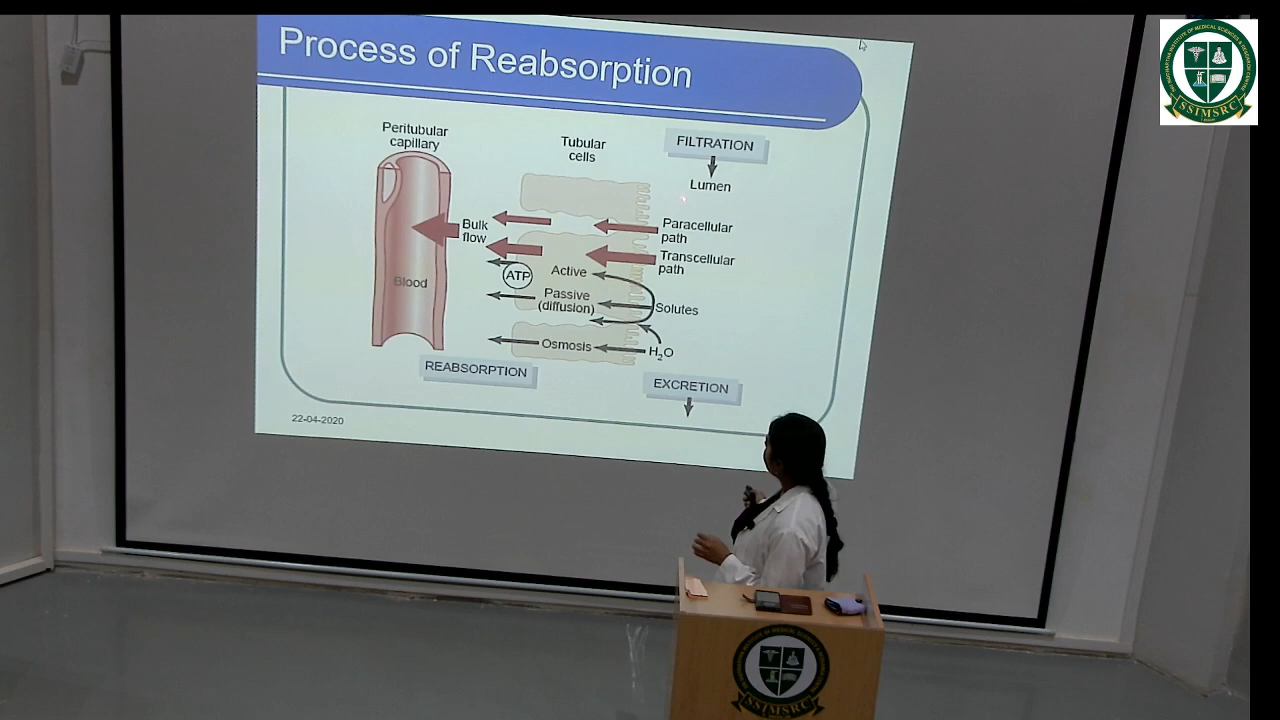 Process of Reabsorption
Peritubular
capillary
Tubular
cells
FILTRATION
Lumen
Bulk
flow
Paracellular
path
Transcellular
path
ATP
Active
Blood
Passive
(diffusion)
Solutes
Osmosis
H₂O
REABSORPTION
EXCRETION
22-04-2020
SSIMSRC
SSIMSRC